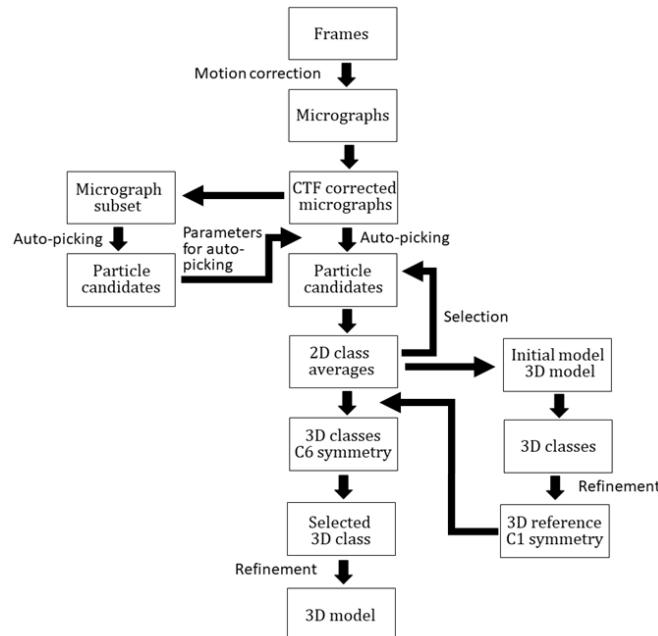 Frames
Motion correction
Micrographs
Micrograph
subset
CTF corrected
micrographs
Auto-picking
Parameters
for auto-
picking
Auto-picking
Particle
candidates
Particle
candidates
Selection
2D class
averages
Initial model
3D model
3D classes
C6 symmetry
3D classes
Refinement
Selected
3D class
3D reference
C1 symmetry
Refinement
3D model